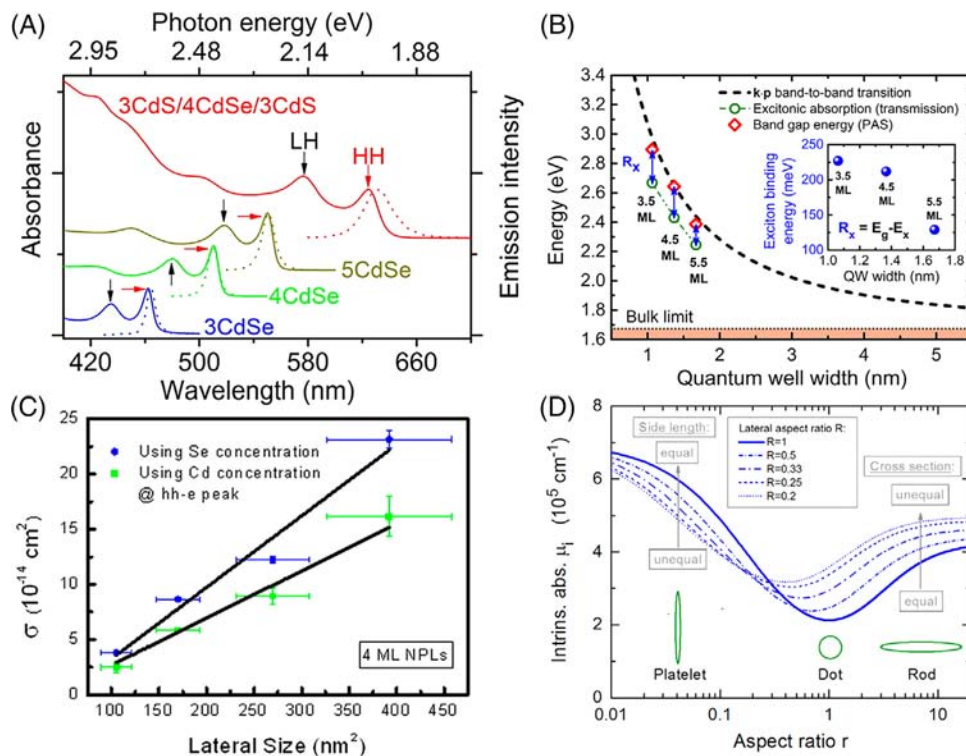 (A)
Photon energy (eV)
2.95 2.48 2.14 1.88
3CdS/4CdSe/3CdS
LH
HH
5CdSe
4CdSe
3CdSe
Absorbance
Emission intensity
420 510 600 660
Wavelength (nm)
(B)
3.4
3.2
3.0
2.8
2.6
2.4
2.2
2.0
1.8
1.6
Energy (eV)
k·p band-to-band transition
Excitonic absorption (transmission)
Band gap energy (PAS)
Rx
3.5
ML
4.5
ML
5.5
ML
Exciton binding
energy (meV)
250
200
150
100
3.5
ML
4.5
ML
5.5
ML
Rx = Eg-Ex
1.0 1.2 1.4 1.6 1.8
QW width (nm)
Bulk limit
1 2 3 4 5
Quantum well width (nm)
(C)
25
20
15
10
5
0
σ (10-14 cm2)
Using Se concentration
Using Cd concentration
@ hh-e peak
4 ML NPLs
100 150 200 250 300 350 400 450
Lateral Size (nm2)
(D)
8
6
4
2
0
Intrins. abs. μi (105 cm-1)
Side length:
equal
unequal
Lateral aspect ratio R:
R=1
R=0.5
R=0.33
R=0.25
R=0.2
Cross section:
unequal
equal
Platelet
Dot
Rod
0.01 0.1 1 10
Aspect ratio r